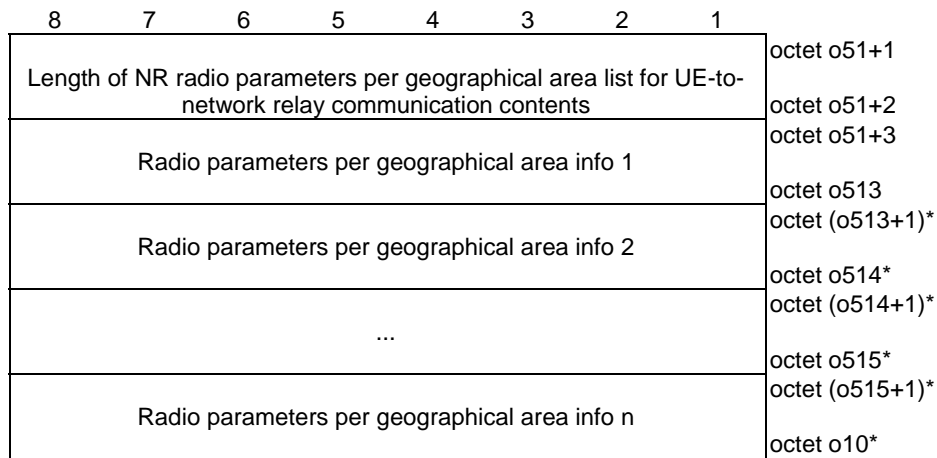 8 7 6 5 4 3 2 1
octet o51+1
Length of NR radio parameters per geographical area list for UE-to-
network relay communication contents
octet o51+2
octet o51+3
Radio parameters per geographical area info 1
octet o513
octet (o513+1)*
Radio parameters per geographical area info 2
octet o514*
octet (o514+1)*
...
octet o515*
octet (o515+1)*
Radio parameters per geographical area info n
octet o10*